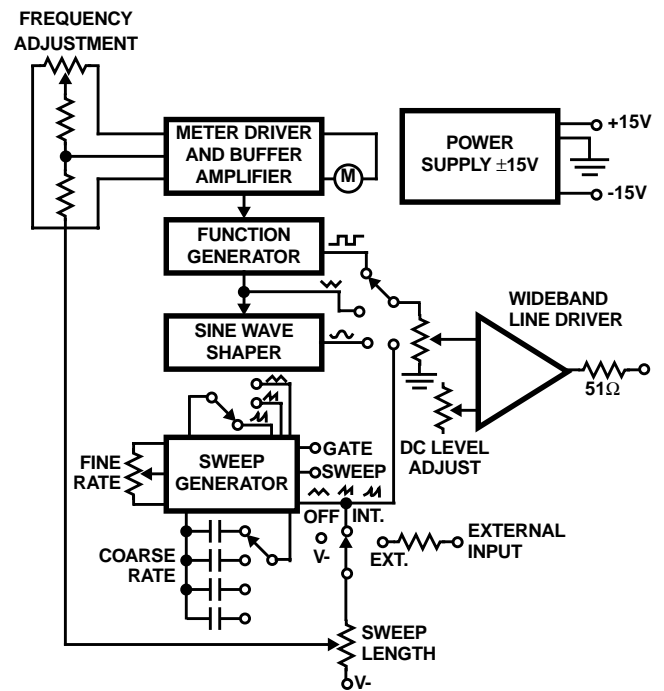 FREQUENCY
ADJUSTMENT
METER DRIVER
AND BUFFER
AMPLIFIER
M
POWER
SUPPLY ±15V
+15V
-15V
FUNCTION
GENERATOR
SINE WAVE
SHAPER
WIDEBAND
LINE DRIVER
51Ω
DC LEVEL
ADJUST
FINE
RATE
SWEEP
GENERATOR
GATE
SWEEP
OFF
INT.
V-
EXT.
EXTERNAL
INPUT
COARSE
RATE
SWEEP
LENGTH
V-